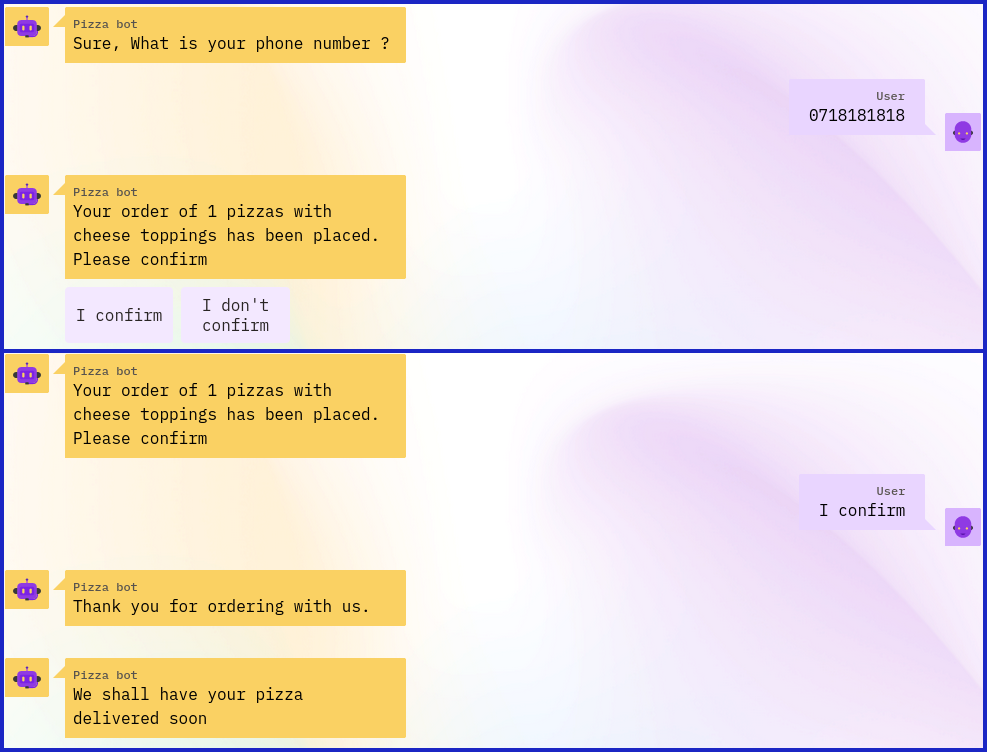 Pizza bot
Sure, What is your phone number ?
User
0718181818
Pizza bot
Your order of 1 pizzas with
cheese toppings has been placed.
Please confirm
I confirm
I don't
confirm
Pizza bot
Your order of 1 pizzas with
cheese toppings has been placed.
Please confirm
User
I confirm
Pizza bot
Thank you for ordering with us.
Pizza bot
We shall have your pizza
delivered soon